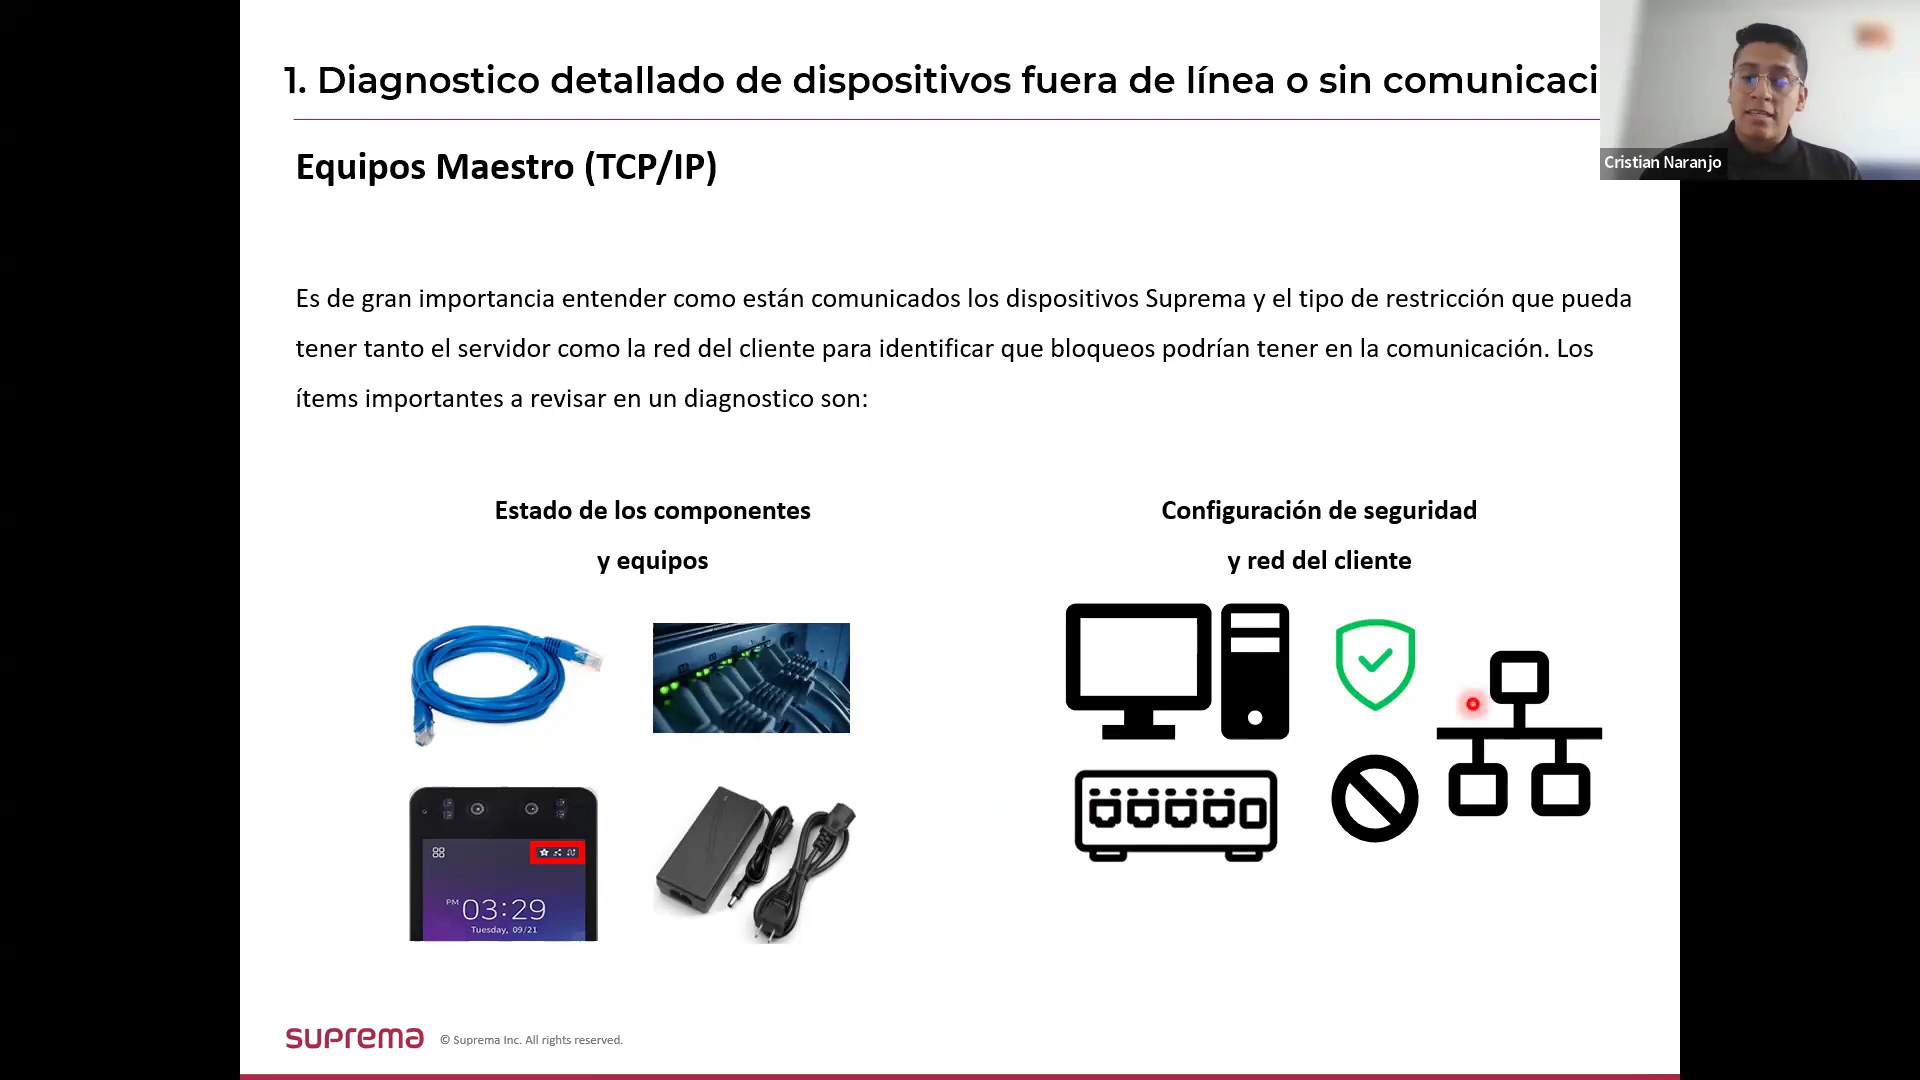 1. Diagnostico detallado de dispositivos fuera de línea o sin comunicaci
Cristian Naranjo
Equipos Maestro (TCP/IP)
Es de gran importancia entender como están comunicados los dispositivos Suprema y el tipo de restricción que pueda
tener tanto el servidor como la red del cliente para identificar que bloqueos podrían tener en la comunicación. Los
ítems importantes a revisar en un diagnostico son:
Estado de los componentes
y equipos
Configuración de seguridad
y red del cliente
PM 03:29
Tuesday, 09/21
suprema
© Suprema Inc. All rights reserved.